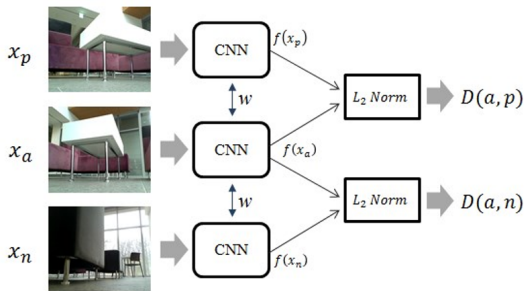 x_p
CNN
f(x_p)
w
L_2 Norm
D(a, p)
x_a
CNN
f(x_a)
w
L_2 Norm
D(a, n)
x_n
CNN
f(x_n)